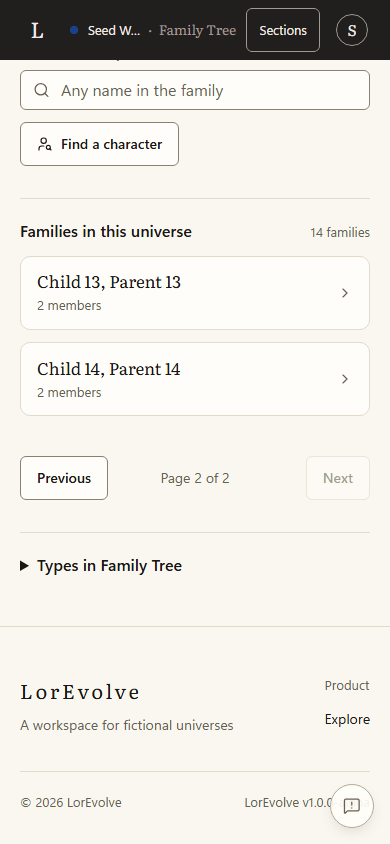 L
Seed W... · Family Tree
Sections
S
Any name in the family
Find a character
Families in this universe
14 families
Child 13, Parent 13
2 members
Child 14, Parent 14
2 members
Previous
Page 2 of 2
Next
Types in Family Tree
LorEvolve
A workspace for fictional universes
Product
Explore
© 2026 LorEvolve
LorEvolve v1.0.0